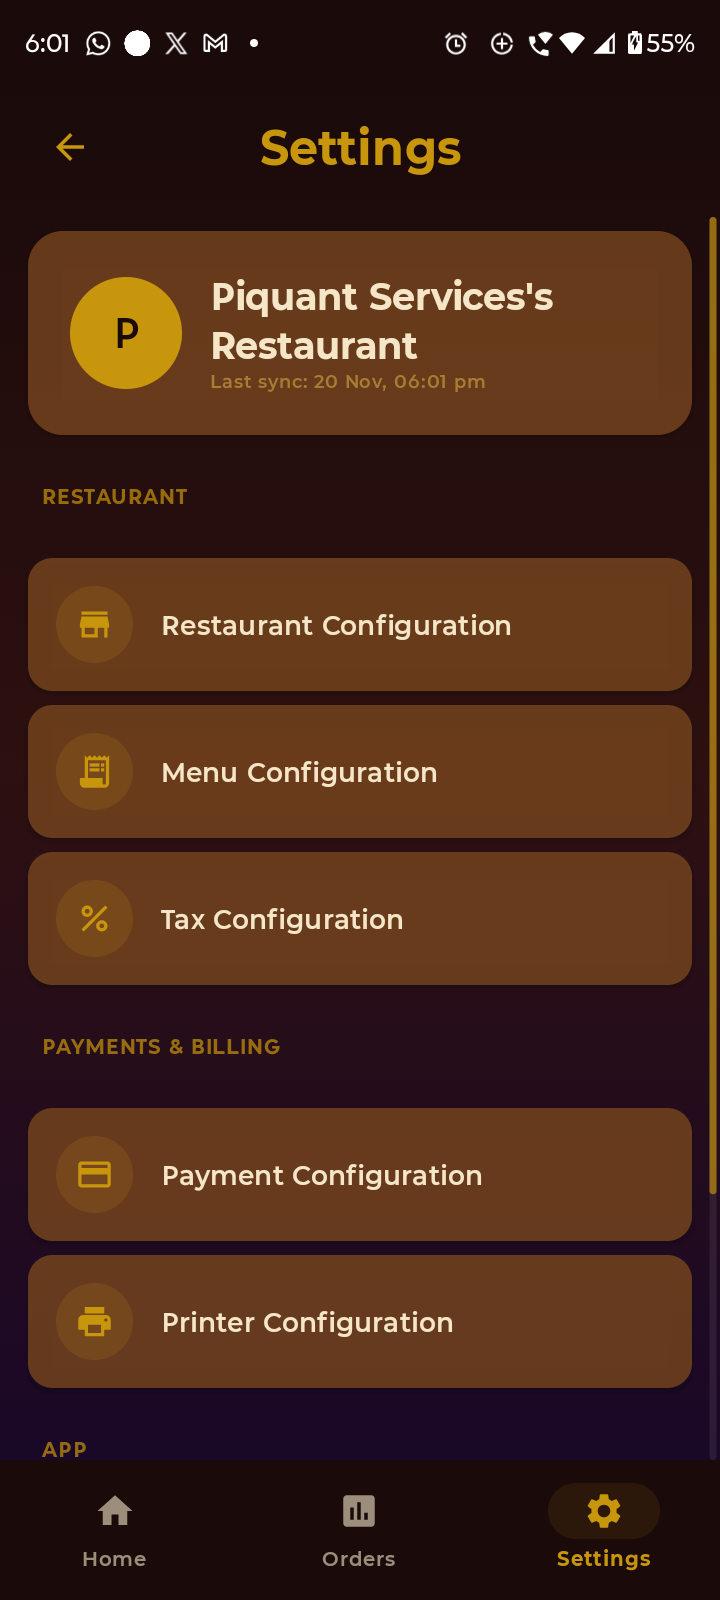 6:01
55%
Settings
P
Piquant Services's
Restaurant
Last sync: 20 Nov, 06:01 pm
RESTAURANT
Restaurant Configuration
Menu Configuration
Tax Configuration
PAYMENTS & BILLING
Payment Configuration
Printer Configuration
APP
Home
Orders
Settings